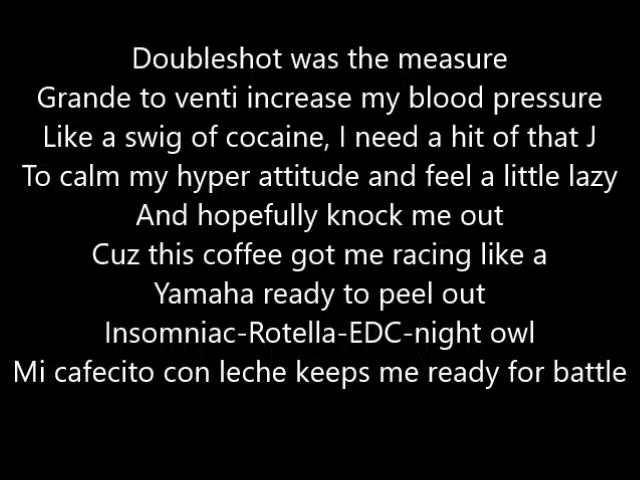 Doubleshot was the measure
Grande to venti increase my blood pressure
Like a swig of cocaine, I need a hit of that J
To calm my hyper attitude and feel a little lazy
And hopefully knock me out
Cuz this coffee got me racing like a
Yamaha ready to peel out
Insomniac-Rotella-EDC-night owl
Mi cafecito con leche keeps me ready for battle